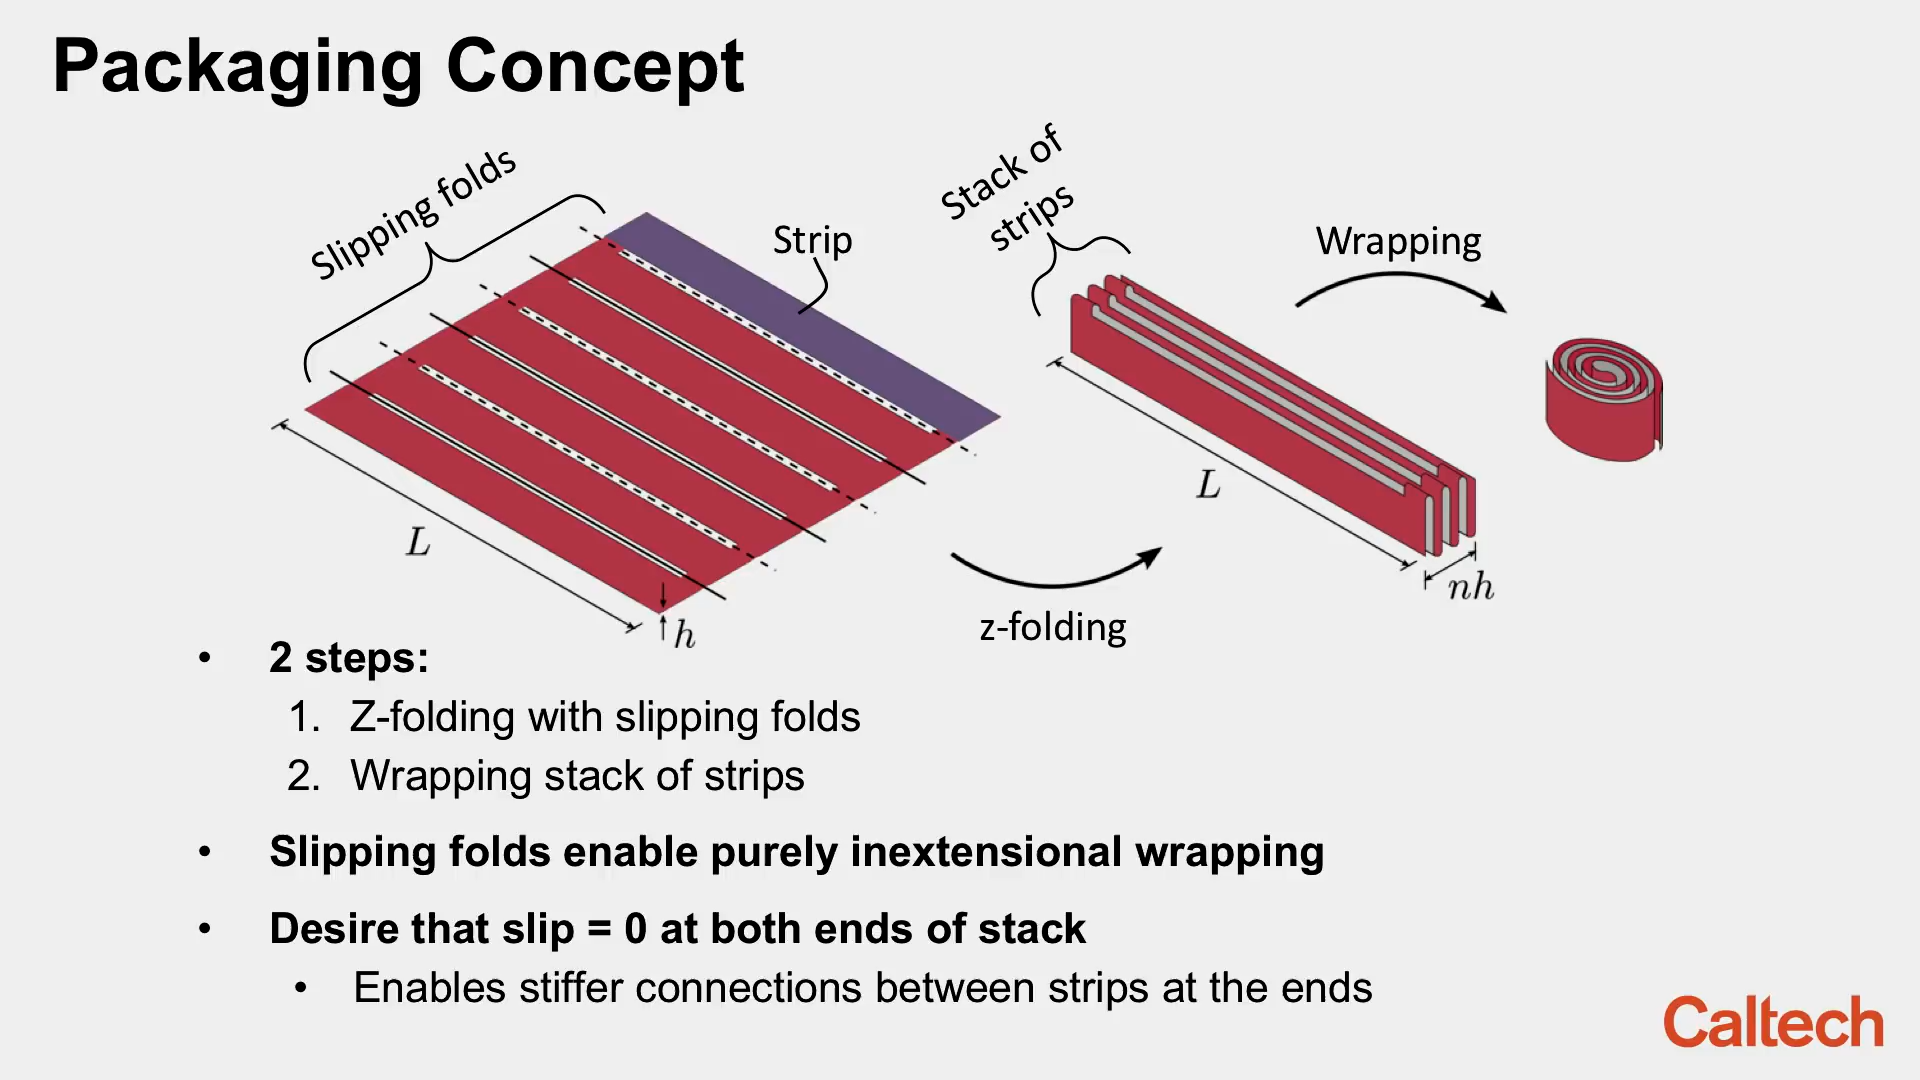 Packaging Concept
Slipping folds
Strip
Stack of
strips
Wrapping
L
h
z-folding
L
nh
• 2 steps:
1. Z-folding with slipping folds
2. Wrapping stack of strips
• Slipping folds enable purely inextensional wrapping
• Desire that slip = 0 at both ends of stack
• Enables stiffer connections between strips at the ends
Caltech